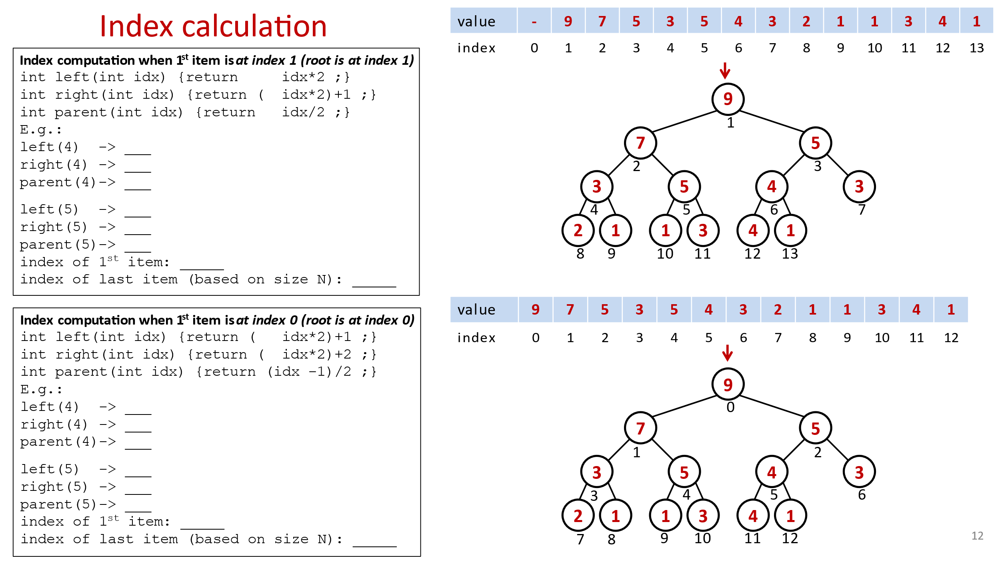 Index calculation
Index computation when 1st item is at index 1 (root is at index 1)
int left(int idx) {return     idx*2 ;}
int right(int idx) {return (  idx*2)+1 ;}
int parent(int idx) {return   idx/2 ;}
E.g.:
left(4)  -> ___
right(4) -> ___
parent(4)-> ___
left(5)  -> ___
right(5) -> ___
parent(5)-> ___
index of 1st item: _____
index of last item (based on size N): _____
Index computation when 1st item is at index 0 (root is at index 0)
int left(int idx) {return (   idx*2)+1 ;}
int right(int idx) {return (  idx*2)+2 ;}
int parent(int idx) {return (idx -1)/2 ;}
E.g.:
left(4)  -> ___
right(4) -> ___
parent(4)-> ___
left(5)  -> ___
right(5) -> ___
parent(5)-> ___
index of 1st item: _____
index of last item (based on size N): _____
value - 9 7 5 3 5 4 3 2 1 1 3 4 1
index 0 1 2 3 4 5 6 7 8 9 10 11 12 13
9
1
7 5
2 3
3 5 4 3
4 5 6 7
2 1 1 3 4 1
8 9 10 11 12 13
value 9 7 5 3 5 4 3 2 1 1 3 4 1
index 0 1 2 3 4 5 6 7 8 9 10 11 12
9
0
7 5
1 2
3 5 4 3
3 4 5 6
2 1 1 3 4 1
7 8 9 10 11 12
12